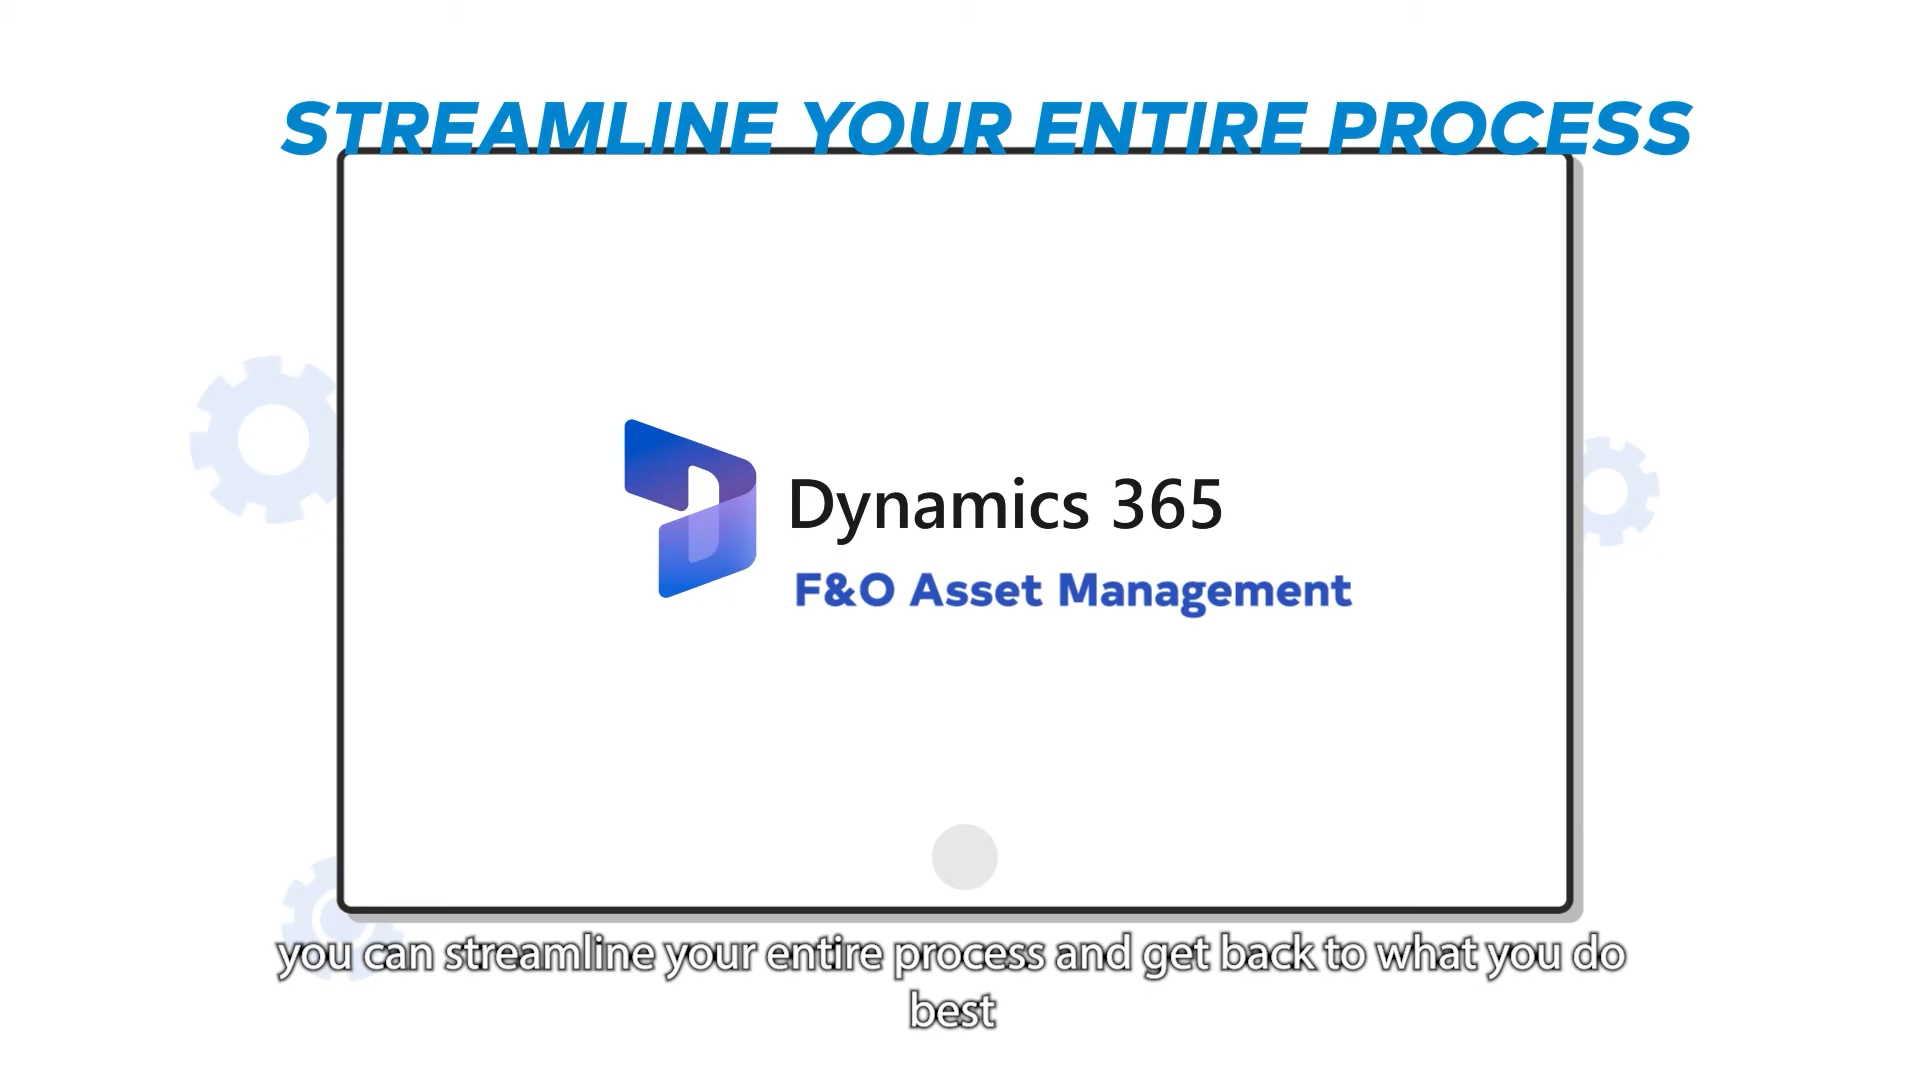 STREAMLINE YOUR ENTIRE PROCESS
Dynamics 365
F&O Asset Management
you can streamline your entire process and get back to what you do
best